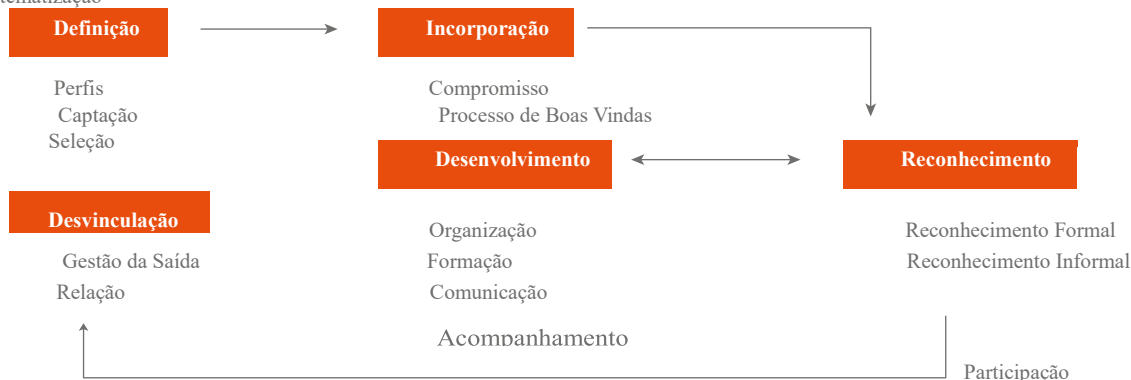 Definição
Incorporação
Perfis
Captação
Seleção
Compromisso
Processo de Boas Vindas
Desenvolvimento
Reconhecimento
Desvinculação
Gestão da Saída
Relação
Organização
Formação
Comunicação
Acompanhamento
Reconhecimento Formal
Reconhecimento Informal
Participação